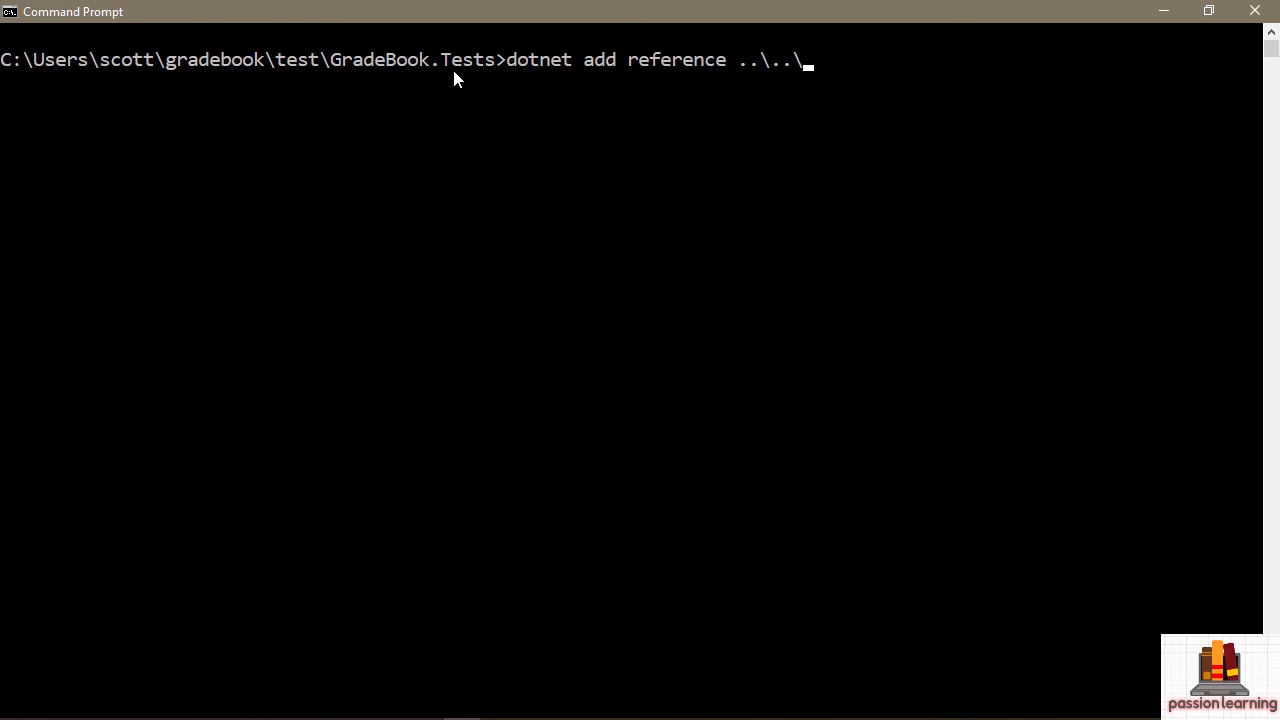 Command Prompt
C:\Users\scott\gradebook\test\GradeBook.Tests>dotnet add reference ..\..\
passion learning